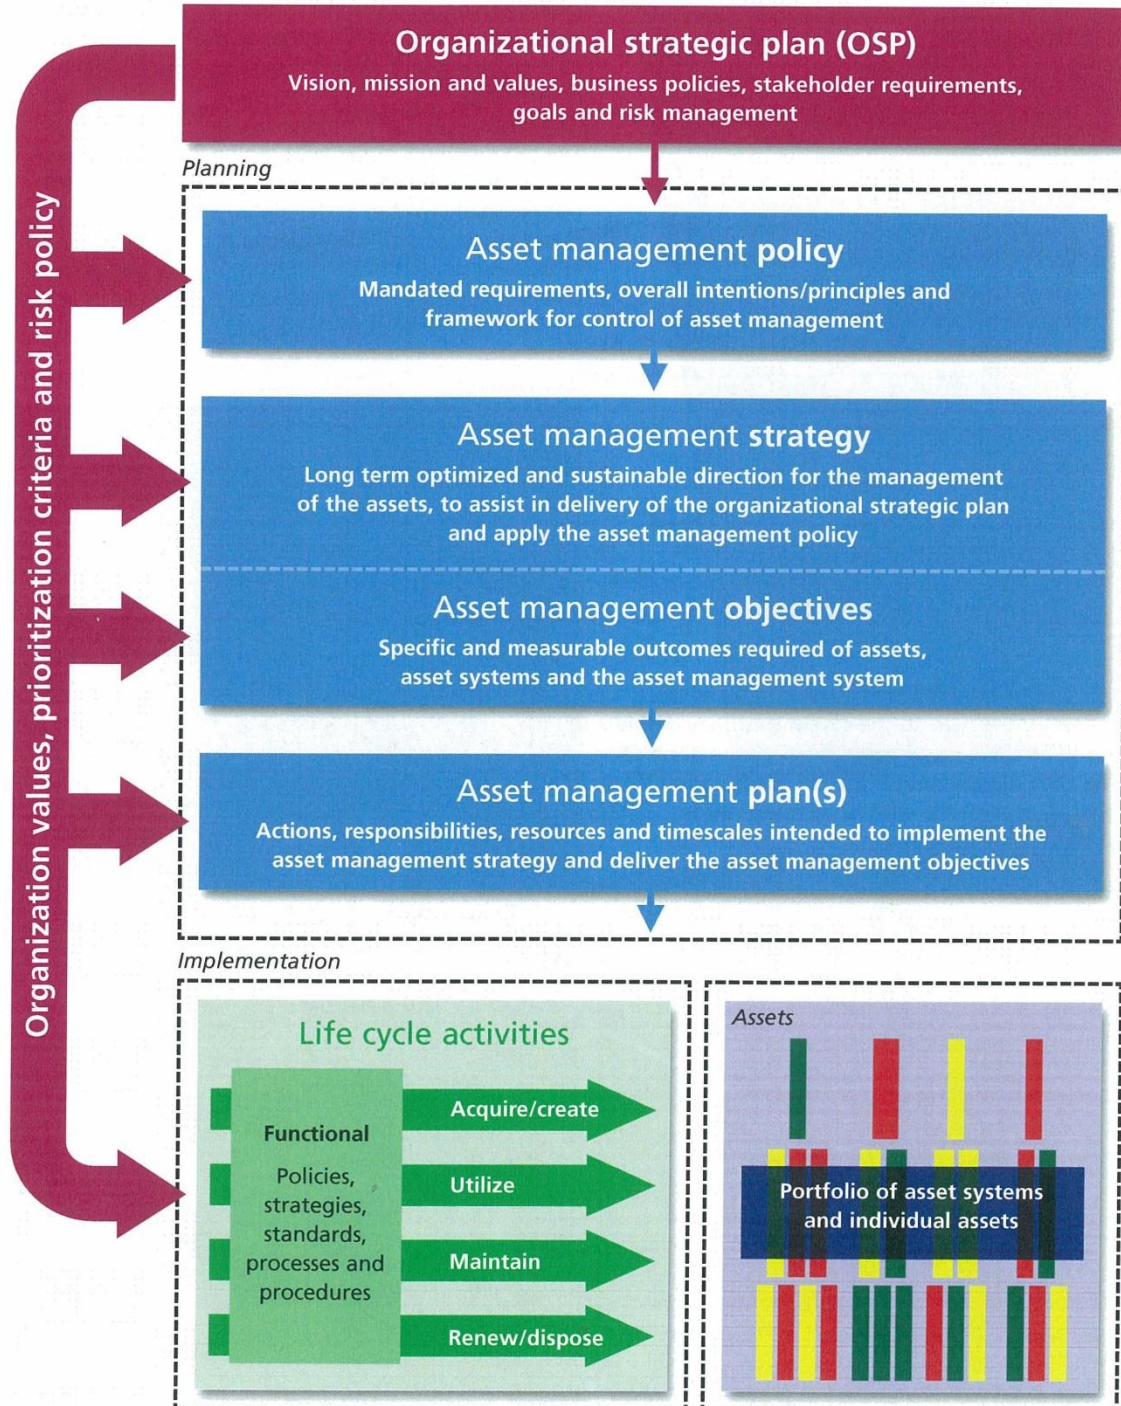 Organizational strategic plan (OSP)
Vision, mission and values, business policies, stakeholder requirements,
goals and risk management
Organization values, prioritization criteria and risk policy
Planning
Asset management policy
Mandated requirements, overall intentions/principles and
framework for control of asset management
Asset management strategy
Long term optimized and sustainable direction for the management
of the assets, to assist in delivery of the organizational strategic plan
and apply the asset management policy
Asset management objectives
Specific and measurable outcomes required of assets,
asset systems and the asset management system
Asset management plan(s)
Actions, responsibilities, resources and timescales intended to implement the
asset management strategy and deliver the asset management objectives
Implementation
Life cycle activities
Functional
Policies,
strategies,
standards,
processes and
procedures
Acquire/create
Utilize
Maintain
Renew/dispose
Assets
Portfolio of asset systems
and individual assets